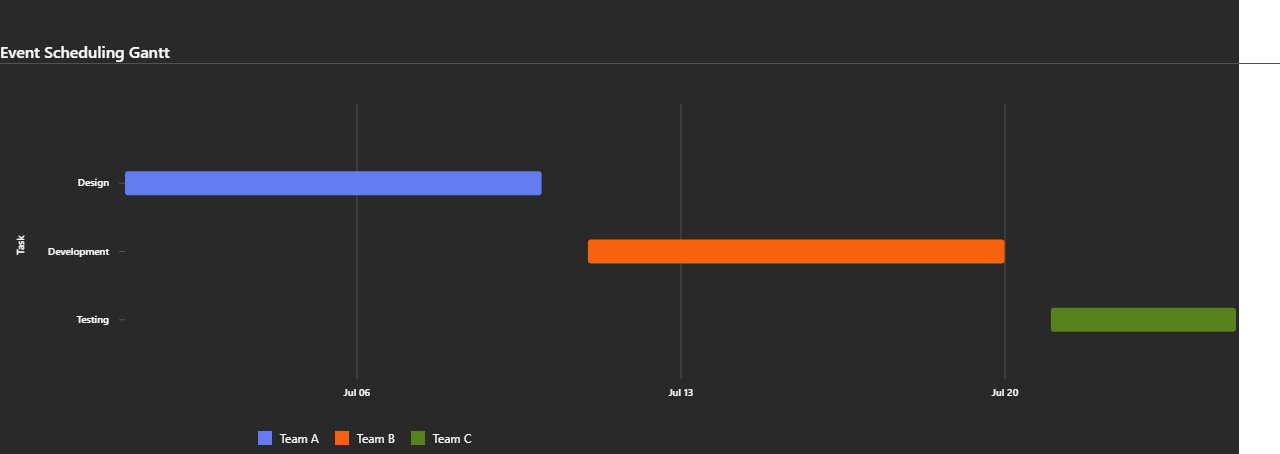 Event Scheduling Gantt
Design
Task
Development
Testing
Jul 06
Jul 13
Jul 20
Team A
Team B
Team C